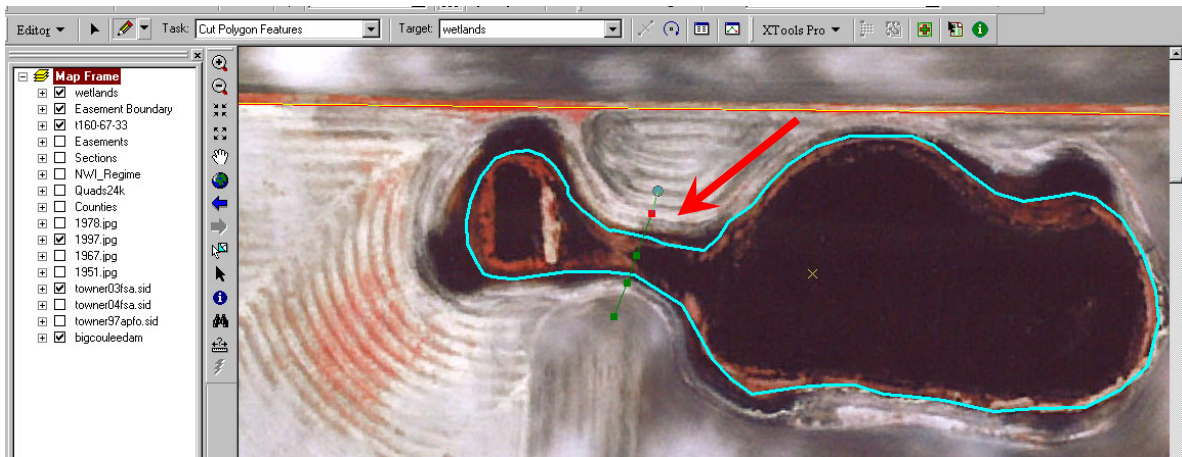 Editor Task: Cut Polygon Features Target: wetlands XTools Pro
Map Frame
wetlands
Easement Boundary
t160-67-33
Easements
Sections
NWI_Regime
Quads24k
Counties
1978.jpg
1997.jpg
1967.jpg
1951.jpg
towner03fsa.sid
towner04fsa.sid
towner97apfo.sid
bigcouleedam